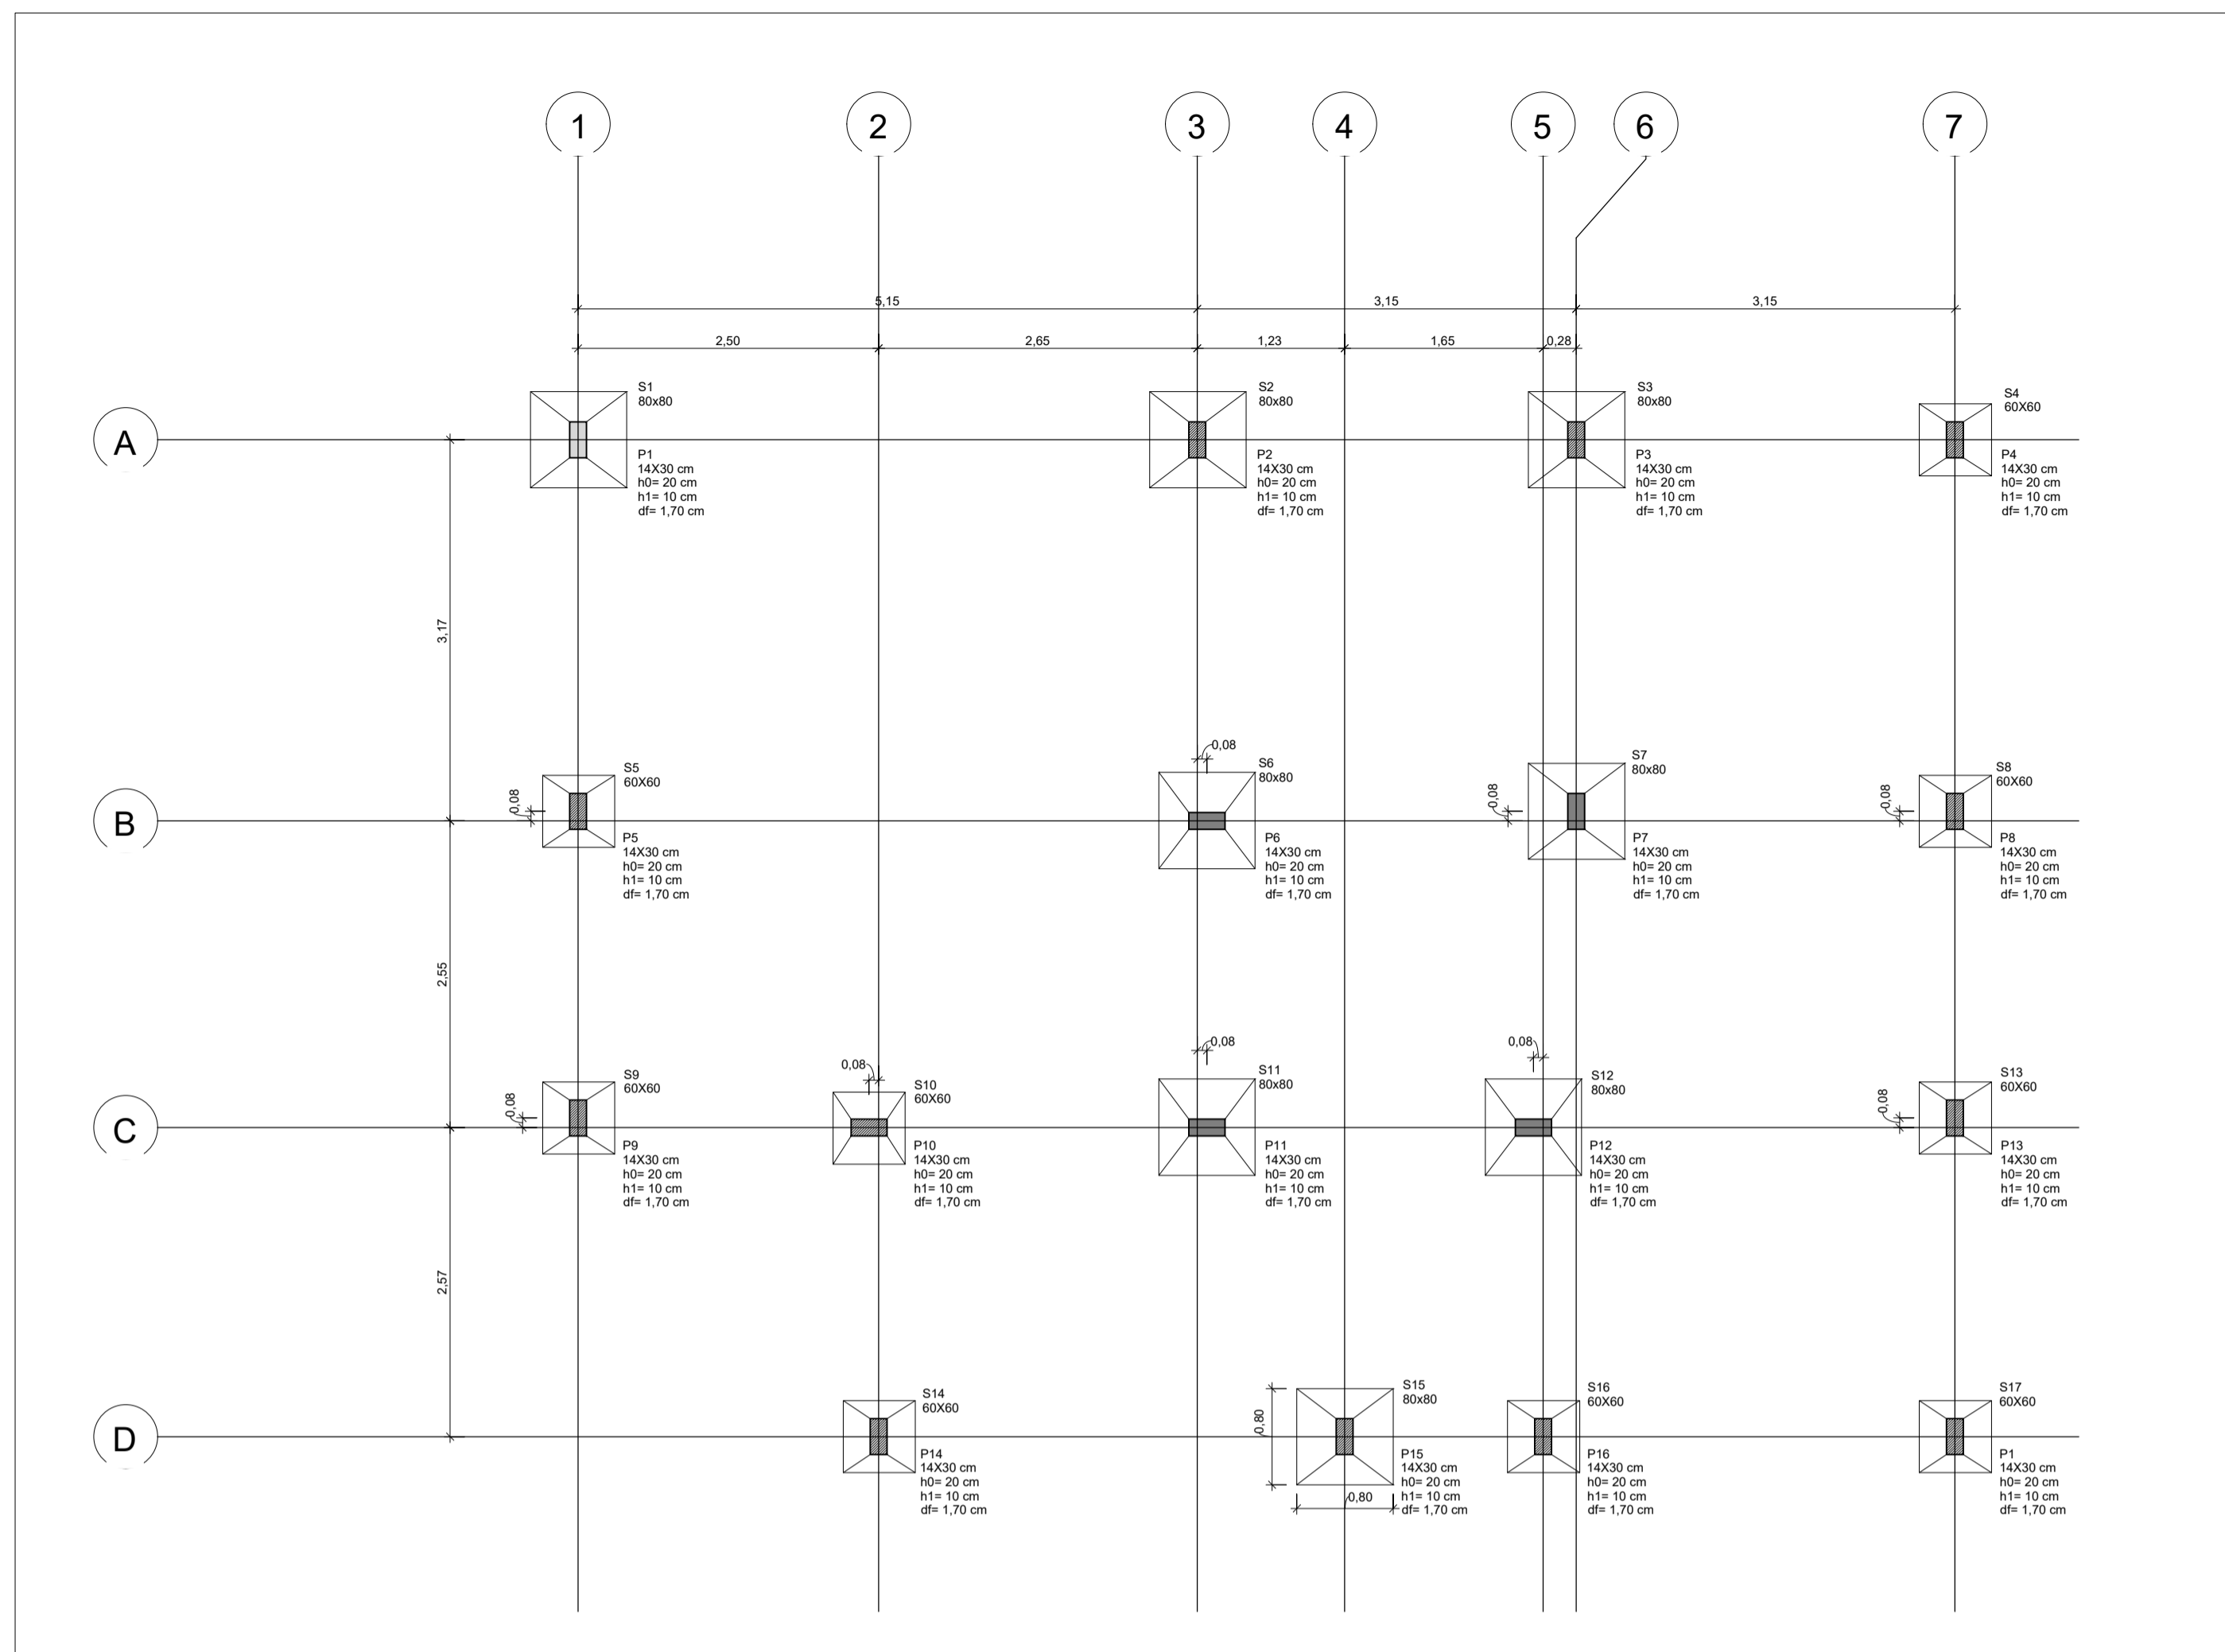 1
2
3
4
5
6
7
5,15
3,15
3,15
2,50
2,65
1,23
1,65
0,28
A
S1
80x80
P1
14X30 cm
h0= 20 cm
h1= 10 cm
df= 1,70 cm
S2
80x80
P2
14X30 cm
h0= 20 cm
h1= 10 cm
df= 1,70 cm
S3
80x80
P3
14X30 cm
h0= 20 cm
h1= 10 cm
df= 1,70 cm
S4
60X60
P4
14X30 cm
h0= 20 cm
h1= 10 cm
df= 1,70 cm
3,17
B
0,08
S5
60X60
P5
14X30 cm
h0= 20 cm
h1= 10 cm
df= 1,70 cm
0,08
S6
80x80
P6
14X30 cm
h0= 20 cm
h1= 10 cm
df= 1,70 cm
0,08
S7
80x80
P7
14X30 cm
h0= 20 cm
h1= 10 cm
df= 1,70 cm
0,08
S8
60X60
P8
14X30 cm
h0= 20 cm
h1= 10 cm
df= 1,70 cm
2,55
C
0,08
S9
60X60
P9
14X30 cm
h0= 20 cm
h1= 10 cm
df= 1,70 cm
0,08
S10
60X60
P10
14X30 cm
h0= 20 cm
h1= 10 cm
df= 1,70 cm
0,08
S11
80x80
P11
14X30 cm
h0= 20 cm
h1= 10 cm
df= 1,70 cm
0,08
S12
80x80
P12
14X30 cm
h0= 20 cm
h1= 10 cm
df= 1,70 cm
0,08
S13
60X60
P13
14X30 cm
h0= 20 cm
h1= 10 cm
df= 1,70 cm
2,57
D
S14
60X60
P14
14X30 cm
h0= 20 cm
h1= 10 cm
df= 1,70 cm
0,80
0,80
S15
80x80
P15
14X30 cm
h0= 20 cm
h1= 10 cm
df= 1,70 cm
S16
60X60
P16
14X30 cm
h0= 20 cm
h1= 10 cm
df= 1,70 cm
S17
60X60
P1
14X30 cm
h0= 20 cm
h1= 10 cm
df= 1,70 cm